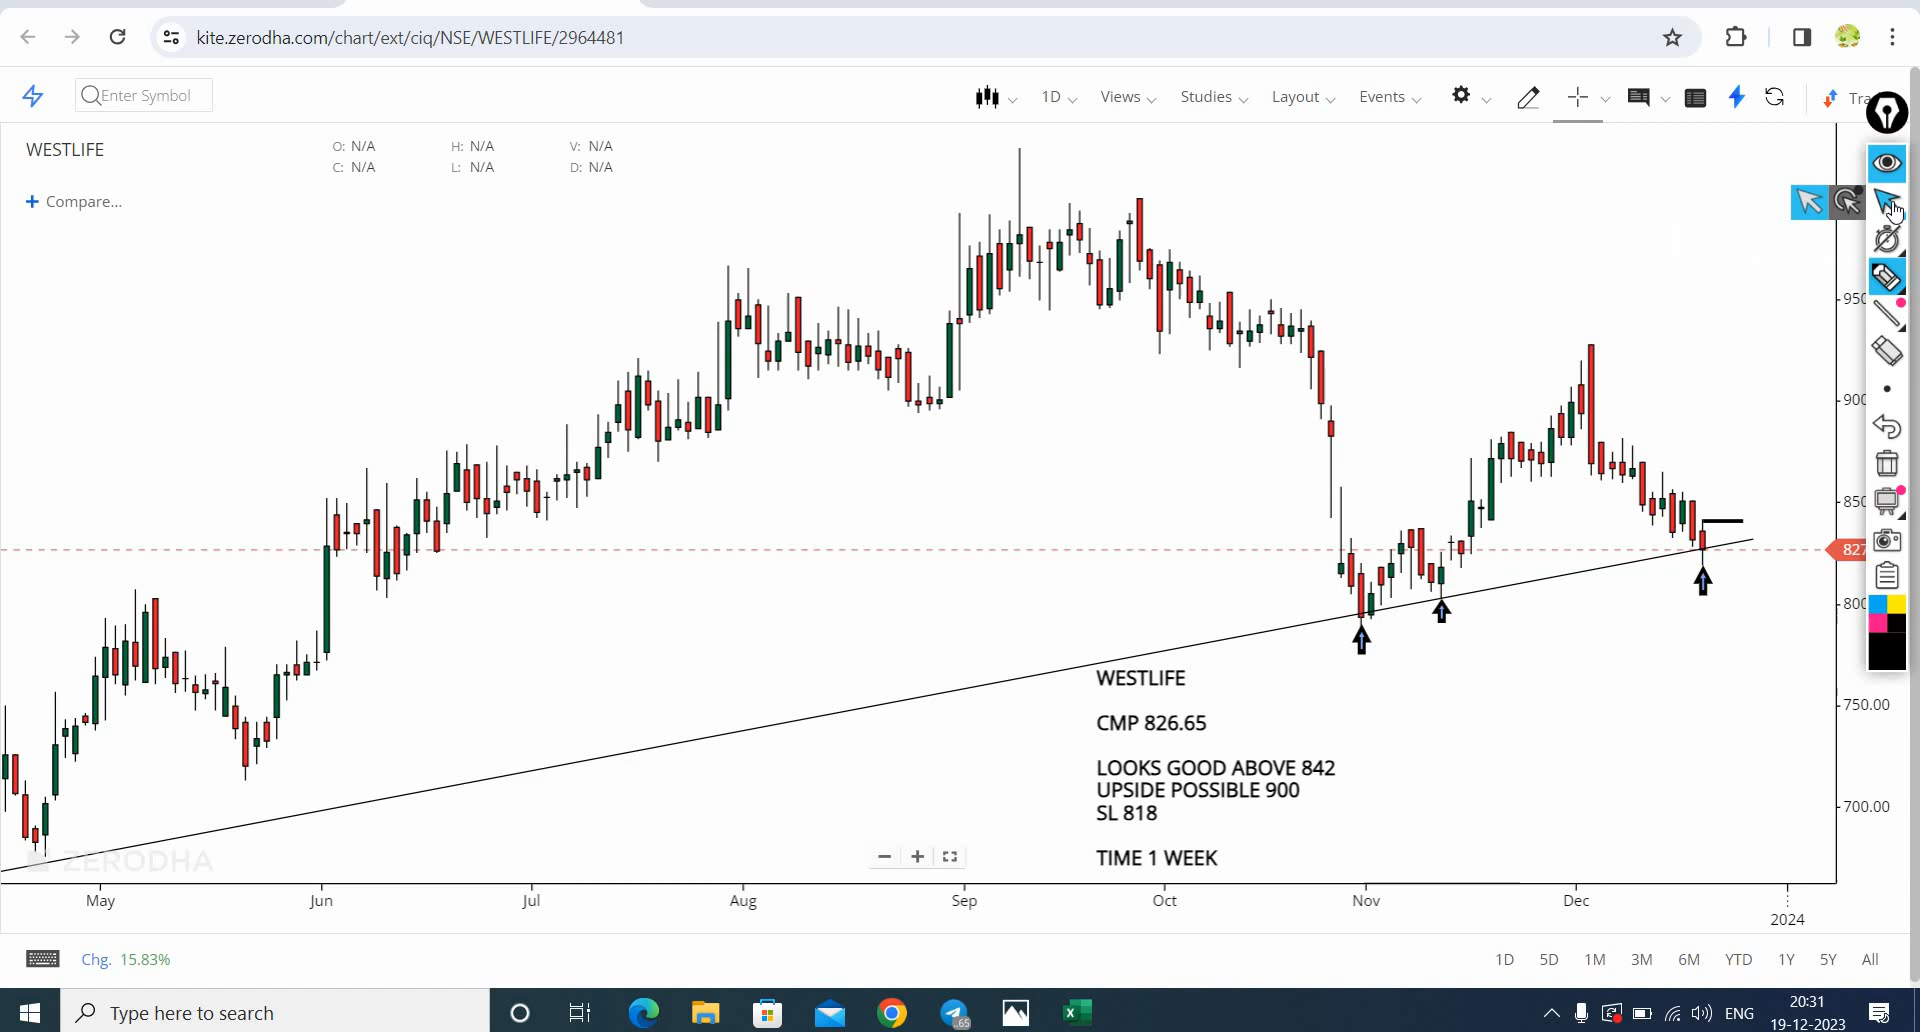 kite.zerodha.com/chart/ext/ciq/NSE/WESTLIFE/2964481
Enter Symbol
1D
Views
Studies
Layout
Events
WESTLIFE
O: N/A H: N/A V: N/A
C: N/A L: N/A D: N/A
+ Compare...
950
900
850
827
800
750.00
700.00
WESTLIFE
CMP 826.65
LOOKS GOOD ABOVE 842
UPSIDE POSSIBLE 900
SL 818
TIME 1 WEEK
ZERODHA
May Jun Jul Aug Sep Oct Nov Dec
2024
Chg. 15.83%
1D 5D 1M 3M 6M YTD 1Y 5Y All
Type here to search
65
ENG
20:31
19-12-2023